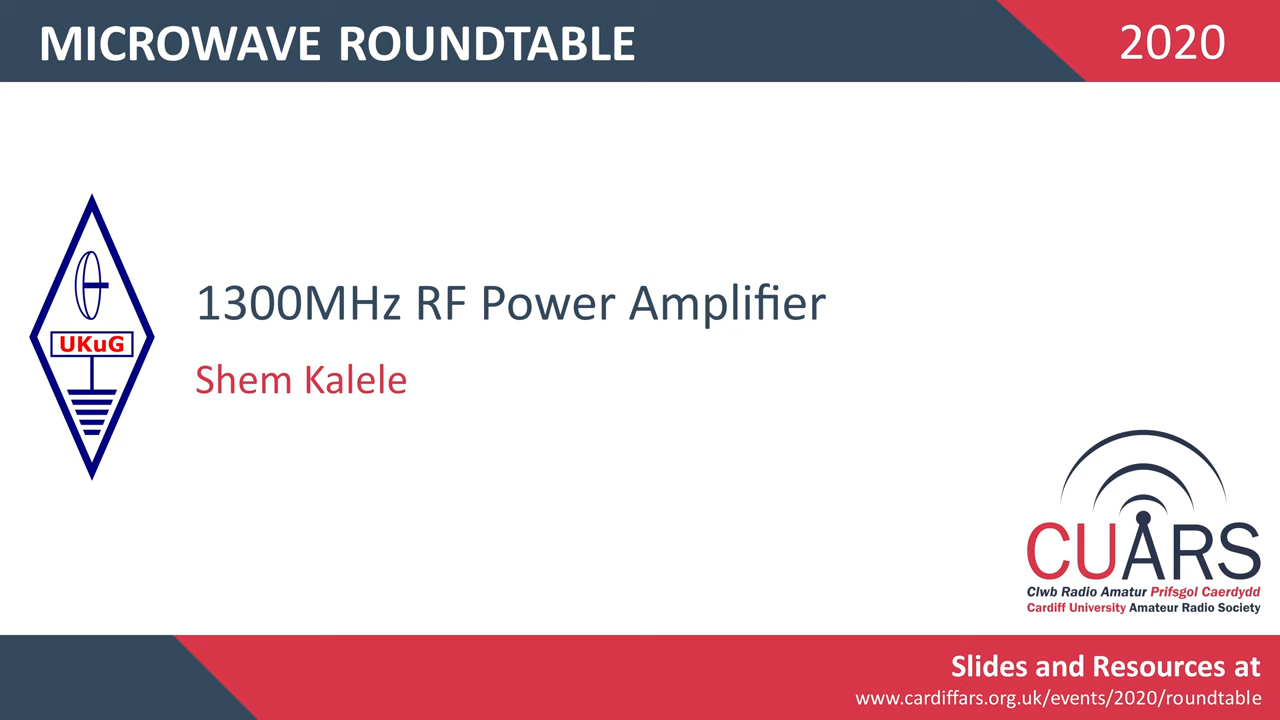 MICROWAVE ROUNDTABLE
2020
1300MHz RF Power Amplifier
UKuG
Shem Kalele
CUARS
Clwb Radio Amatur Prifsgol Caerdydd
Cardiff University Amateur Radio Society
Slides and Resources at
www.cardiffars.org.uk/events/2020/roundtable